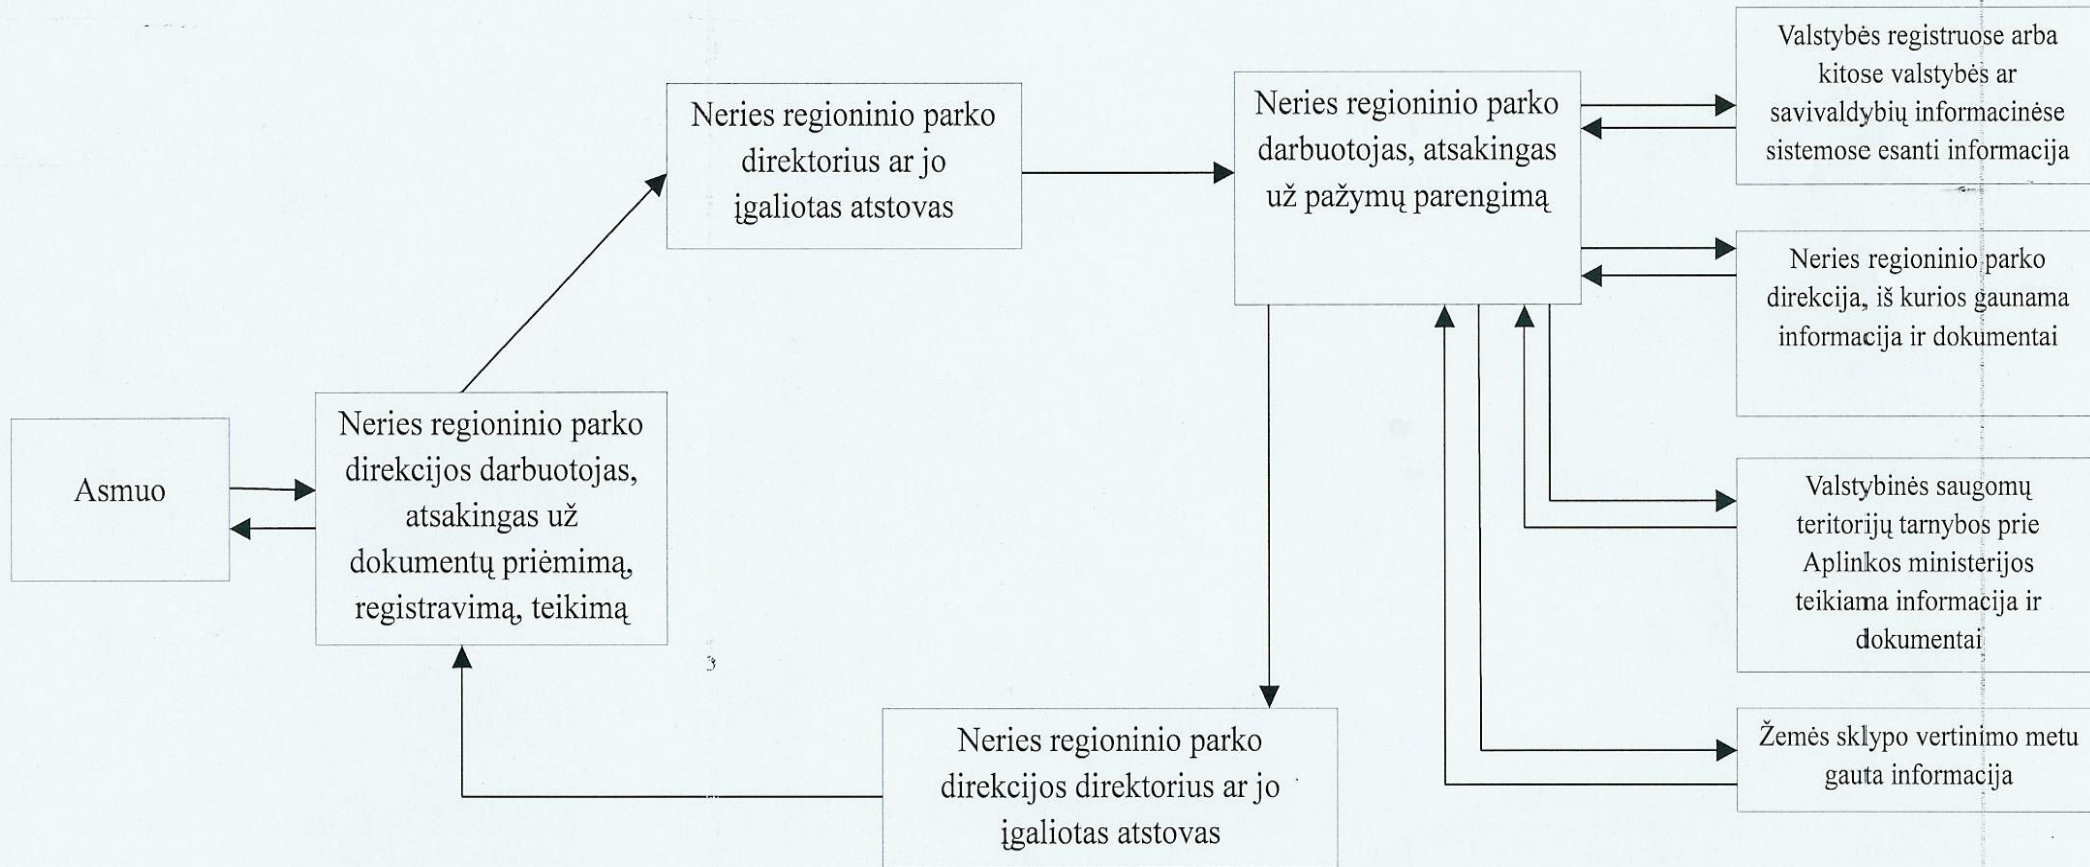 Asmuo
Neries regioninio parko
direkcijos darbuotojas,
atsakingas už
dokumentų priėmimą,
registravimą, teikimą
Neries regioninio parko
direktorius ar jo
įgaliotas atstovas
Neries regioninio parko
darbuotojas, atsakingas
už pažymų parengimą
Valstybės registruose arba
kitose valstybės ar
savivaldybių informacinėse
sistemose esanti informacija
Neries regioninio parko
direkcija, iš kurios gaunama
informacija ir dokumentai
Valstybinės saugomų
teritorijų tarnybos prie
Aplinkos ministerijos
teikiama informacija ir
dokumentai
Žemės sklypo vertinimo metu
gauta informacija
Neries regioninio parko
direkcijos direktorius ar jo
įgaliotas atstovas